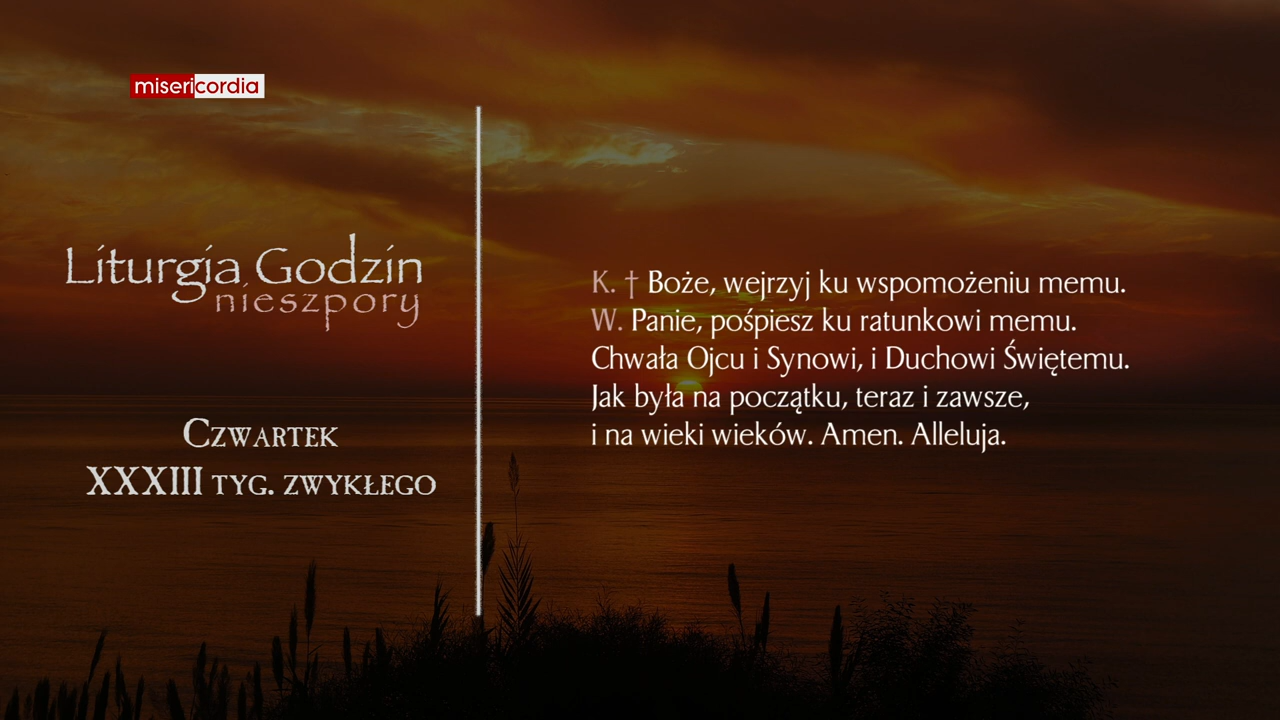 misericordia
Liturgia Godzin
nieszpory
Czwartek
XXXIII tyg. zwykłego
K. † Boże, wejrzyj ku wspomożeniu memu.
W. Panie, pośpiesz ku ratunkowi memu.
Chwała Ojcu i Synowi, i Duchowi Świętemu.
Jak była na początku, teraz i zawsze,
i na wieki wieków. Amen. Alleluja.